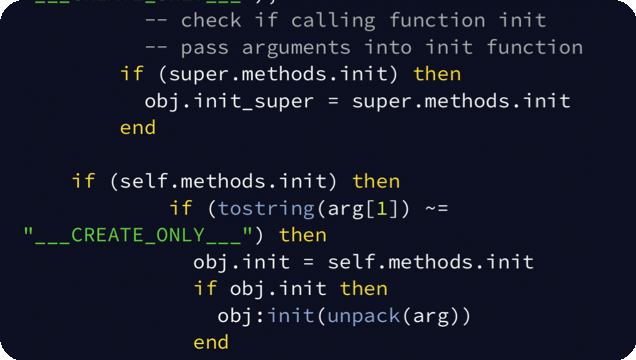 ___CREATE_ONLY___"))
-- check if calling function init
-- pass arguments into init function
if (super.methods.init) then
obj.init_super = super.methods.init
end
if (self.methods.init) then
if (tostring(arg[1]) ~=
"___CREATE_ONLY___") then
obj.init = self.methods.init
if obj.init then
obj:init(unpack(arg))
end